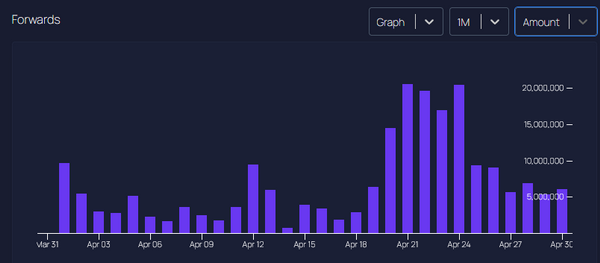 Forwards
Graph
1M
Amount
20,000,000
15,000,000
10,000,000
5,000,000
Mar 31 Apr 03 Apr 06 Apr 09 Apr 12 Apr 15 Apr 18 Apr 21 Apr 24 Apr 27 Apr 30